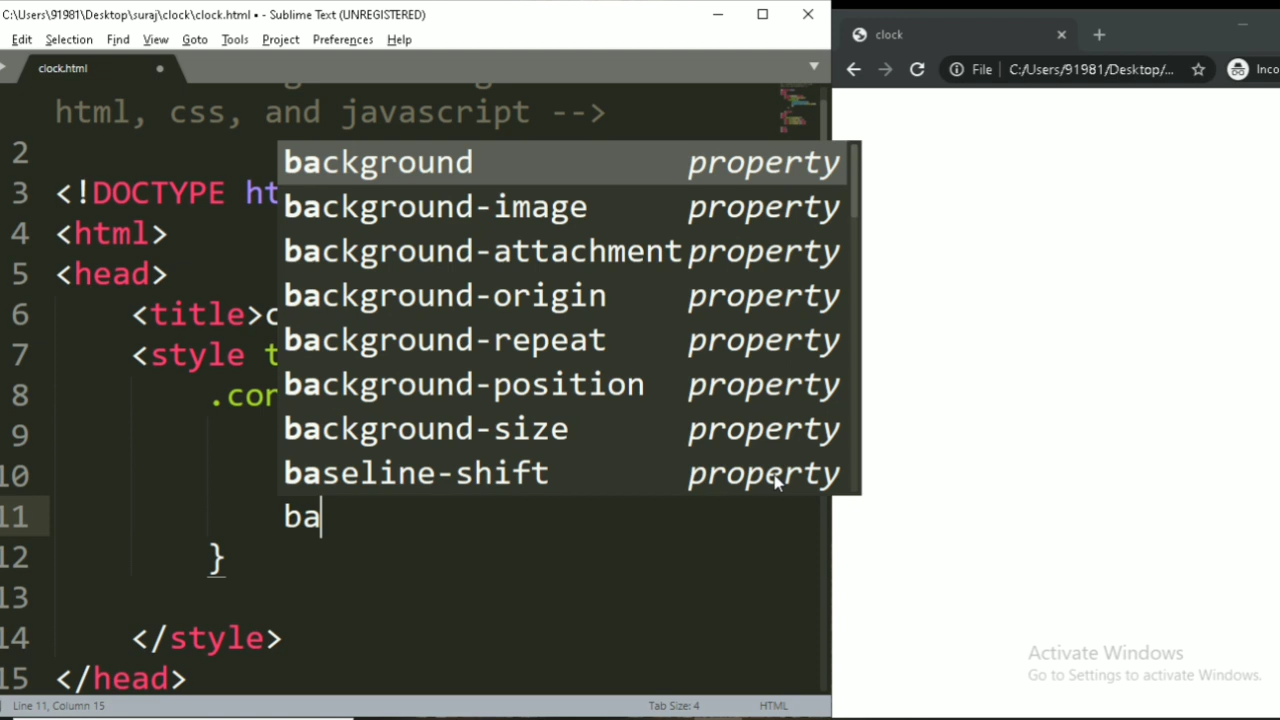 C:\Users\91981\Desktop\suraj\clock\clock.html • - Sublime Text (UNREGISTERED)
Edit Selection Find View Goto Tools Project Preferences Help
clock.html
html, css, and javascript -->
2
3 <!DOCTYPE ht
4 <html>
5 <head>
6 <title>c
7 <style t
8 .con
9
10
11 ba
12 }
13
14 </style>
15 </head>
background property
background-image property
background-attachment property
background-origin property
background-repeat property
background-position property
background-size property
baseline-shift property
Line 11, Column 15 Tab Size: 4 HTML
clock
File C:/Users/91981/Desktop/... Inco
Activate Windows
Go to Settings to activate Windows.